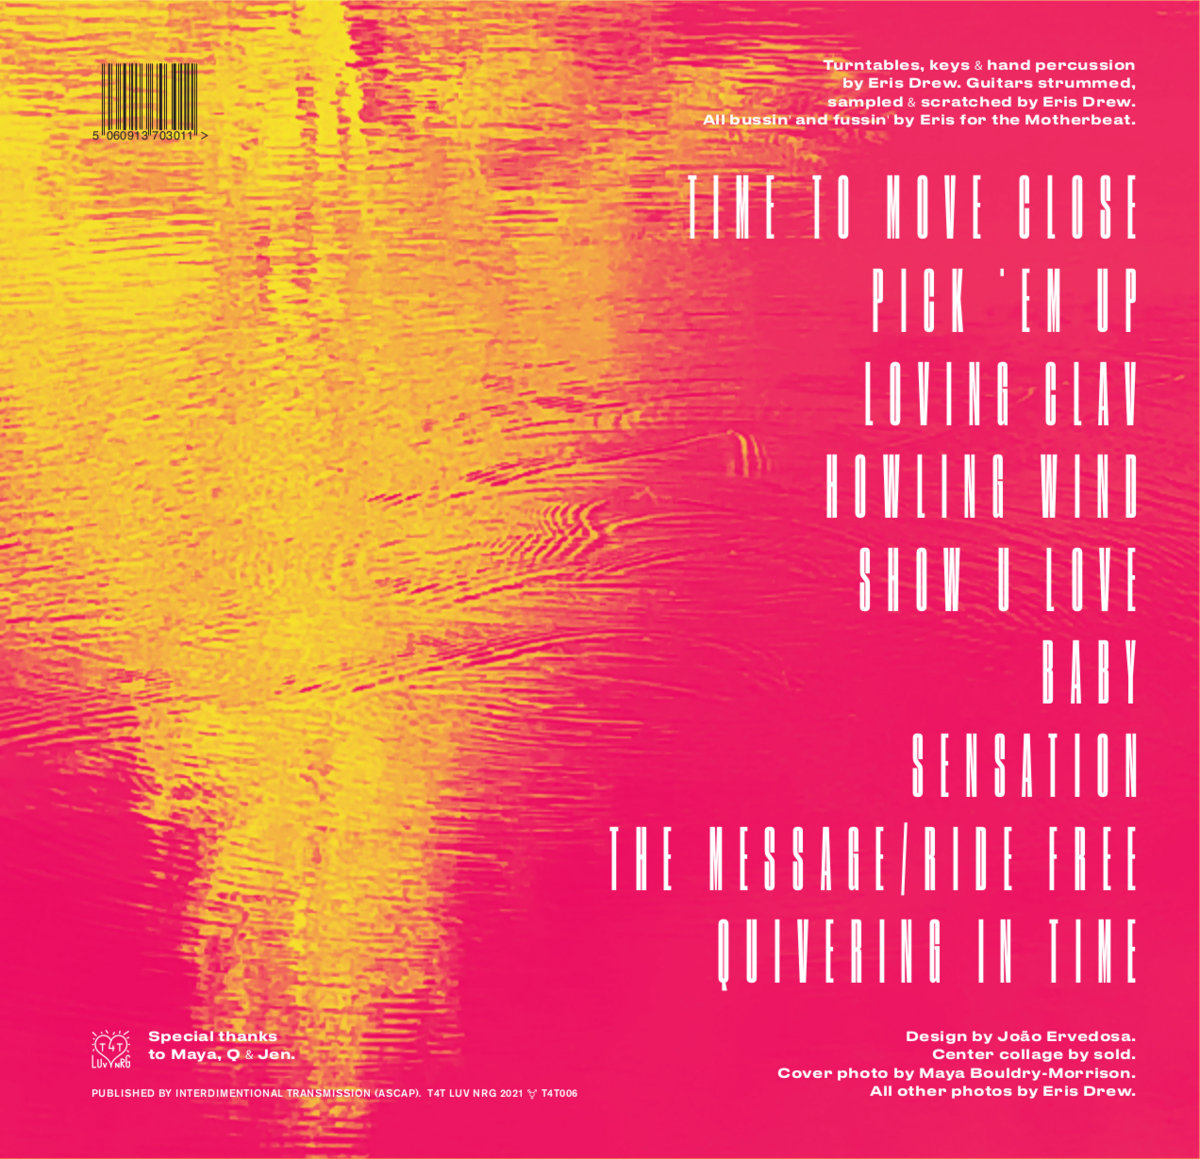 5 060913 703011 >
Turntables, keys & hand percussion
by Eris Drew. Guitars strummed,
sampled & scratched by Eris Drew.
All bussin' and fussin' by Eris for the Motherbeat.
TIME TO MOVE CLOSE
PICK 'EM UP
LOVING CLAV
HOWLING WIND
SHOW U LOVE
BABY
SENSATION
THE MESSAGE/RIDE FREE
QUIVERING IN TIME
T4T
LUV NRG
Special thanks
to Maya, Q & Jen.
PUBLISHED BY INTERDIMENTIONAL TRANSMISSION (ASCAP). T4T LUV NRG 2021 T4T006
Design by João Ervedosa.
Center collage by sold.
Cover photo by Maya Bouldry-Morrison.
All other photos by Eris Drew.